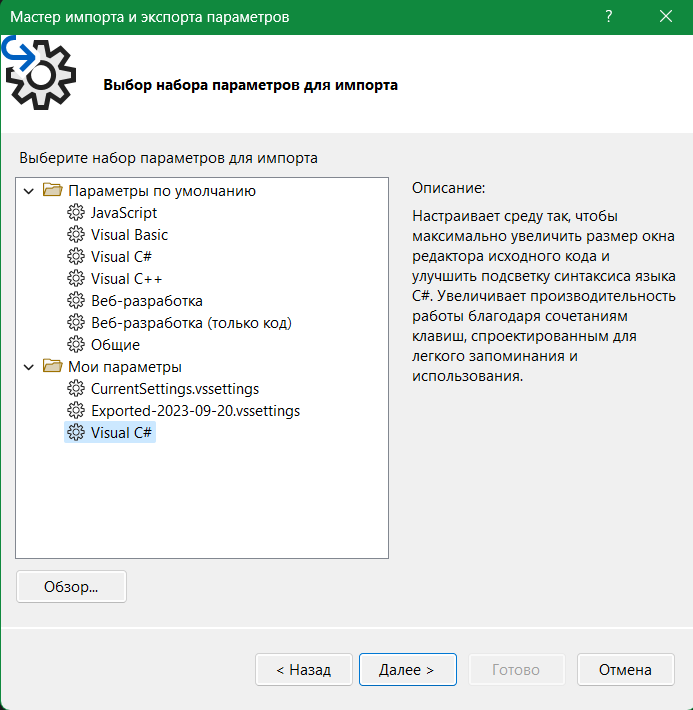 Мастер импорта и экспорта параметров
?
Выбор набора параметров для импорта
Выберите набор параметров для импорта
Параметры по умолчанию
JavaScript
Visual Basic
Visual C#
Visual C++
Веб-разработка
Веб-разработка (только код)
Общие
Мои параметры
CurrentSettings.vssettings
Exported-2023-09-20.vssettings
Visual C#
Описание:
Настраивает среду так, чтобы
максимально увеличить размер окна
редактора исходного кода и
улучшить подсветку синтаксиса языка
C#. Увеличивает производительность
работы благодаря сочетаниям
клавиш, спроектированным для
легкого запоминания и
использования.
Обзор...
< Назад
Далее >
Готово
Отмена